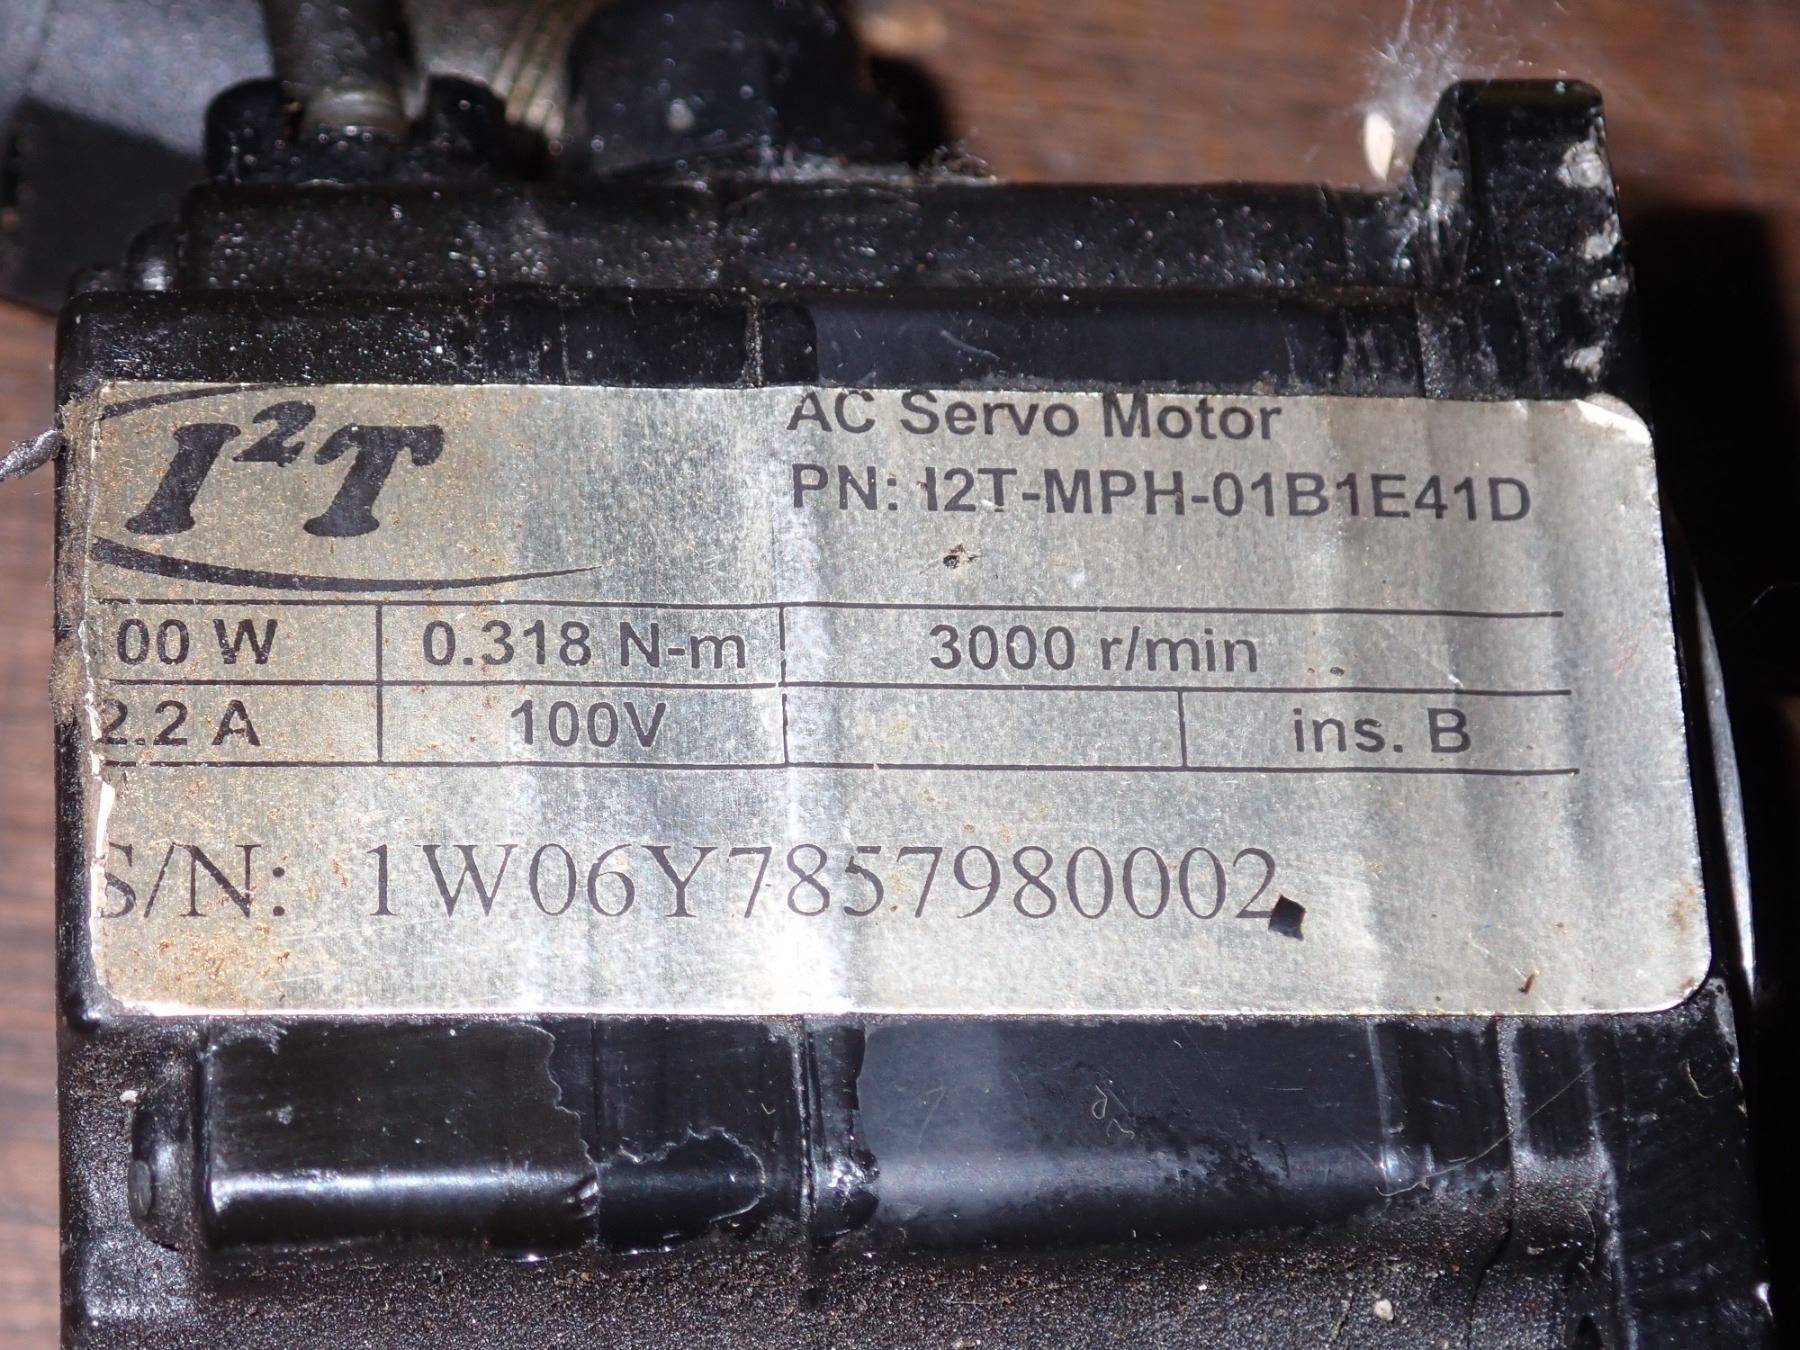 I²T
AC Servo Motor
PN: I2T-MPH-01B1E41D
00 W 0.318 N-m 3000 r/min
2.2 A 100V ins. B
S/N: 1W06Y7857980002